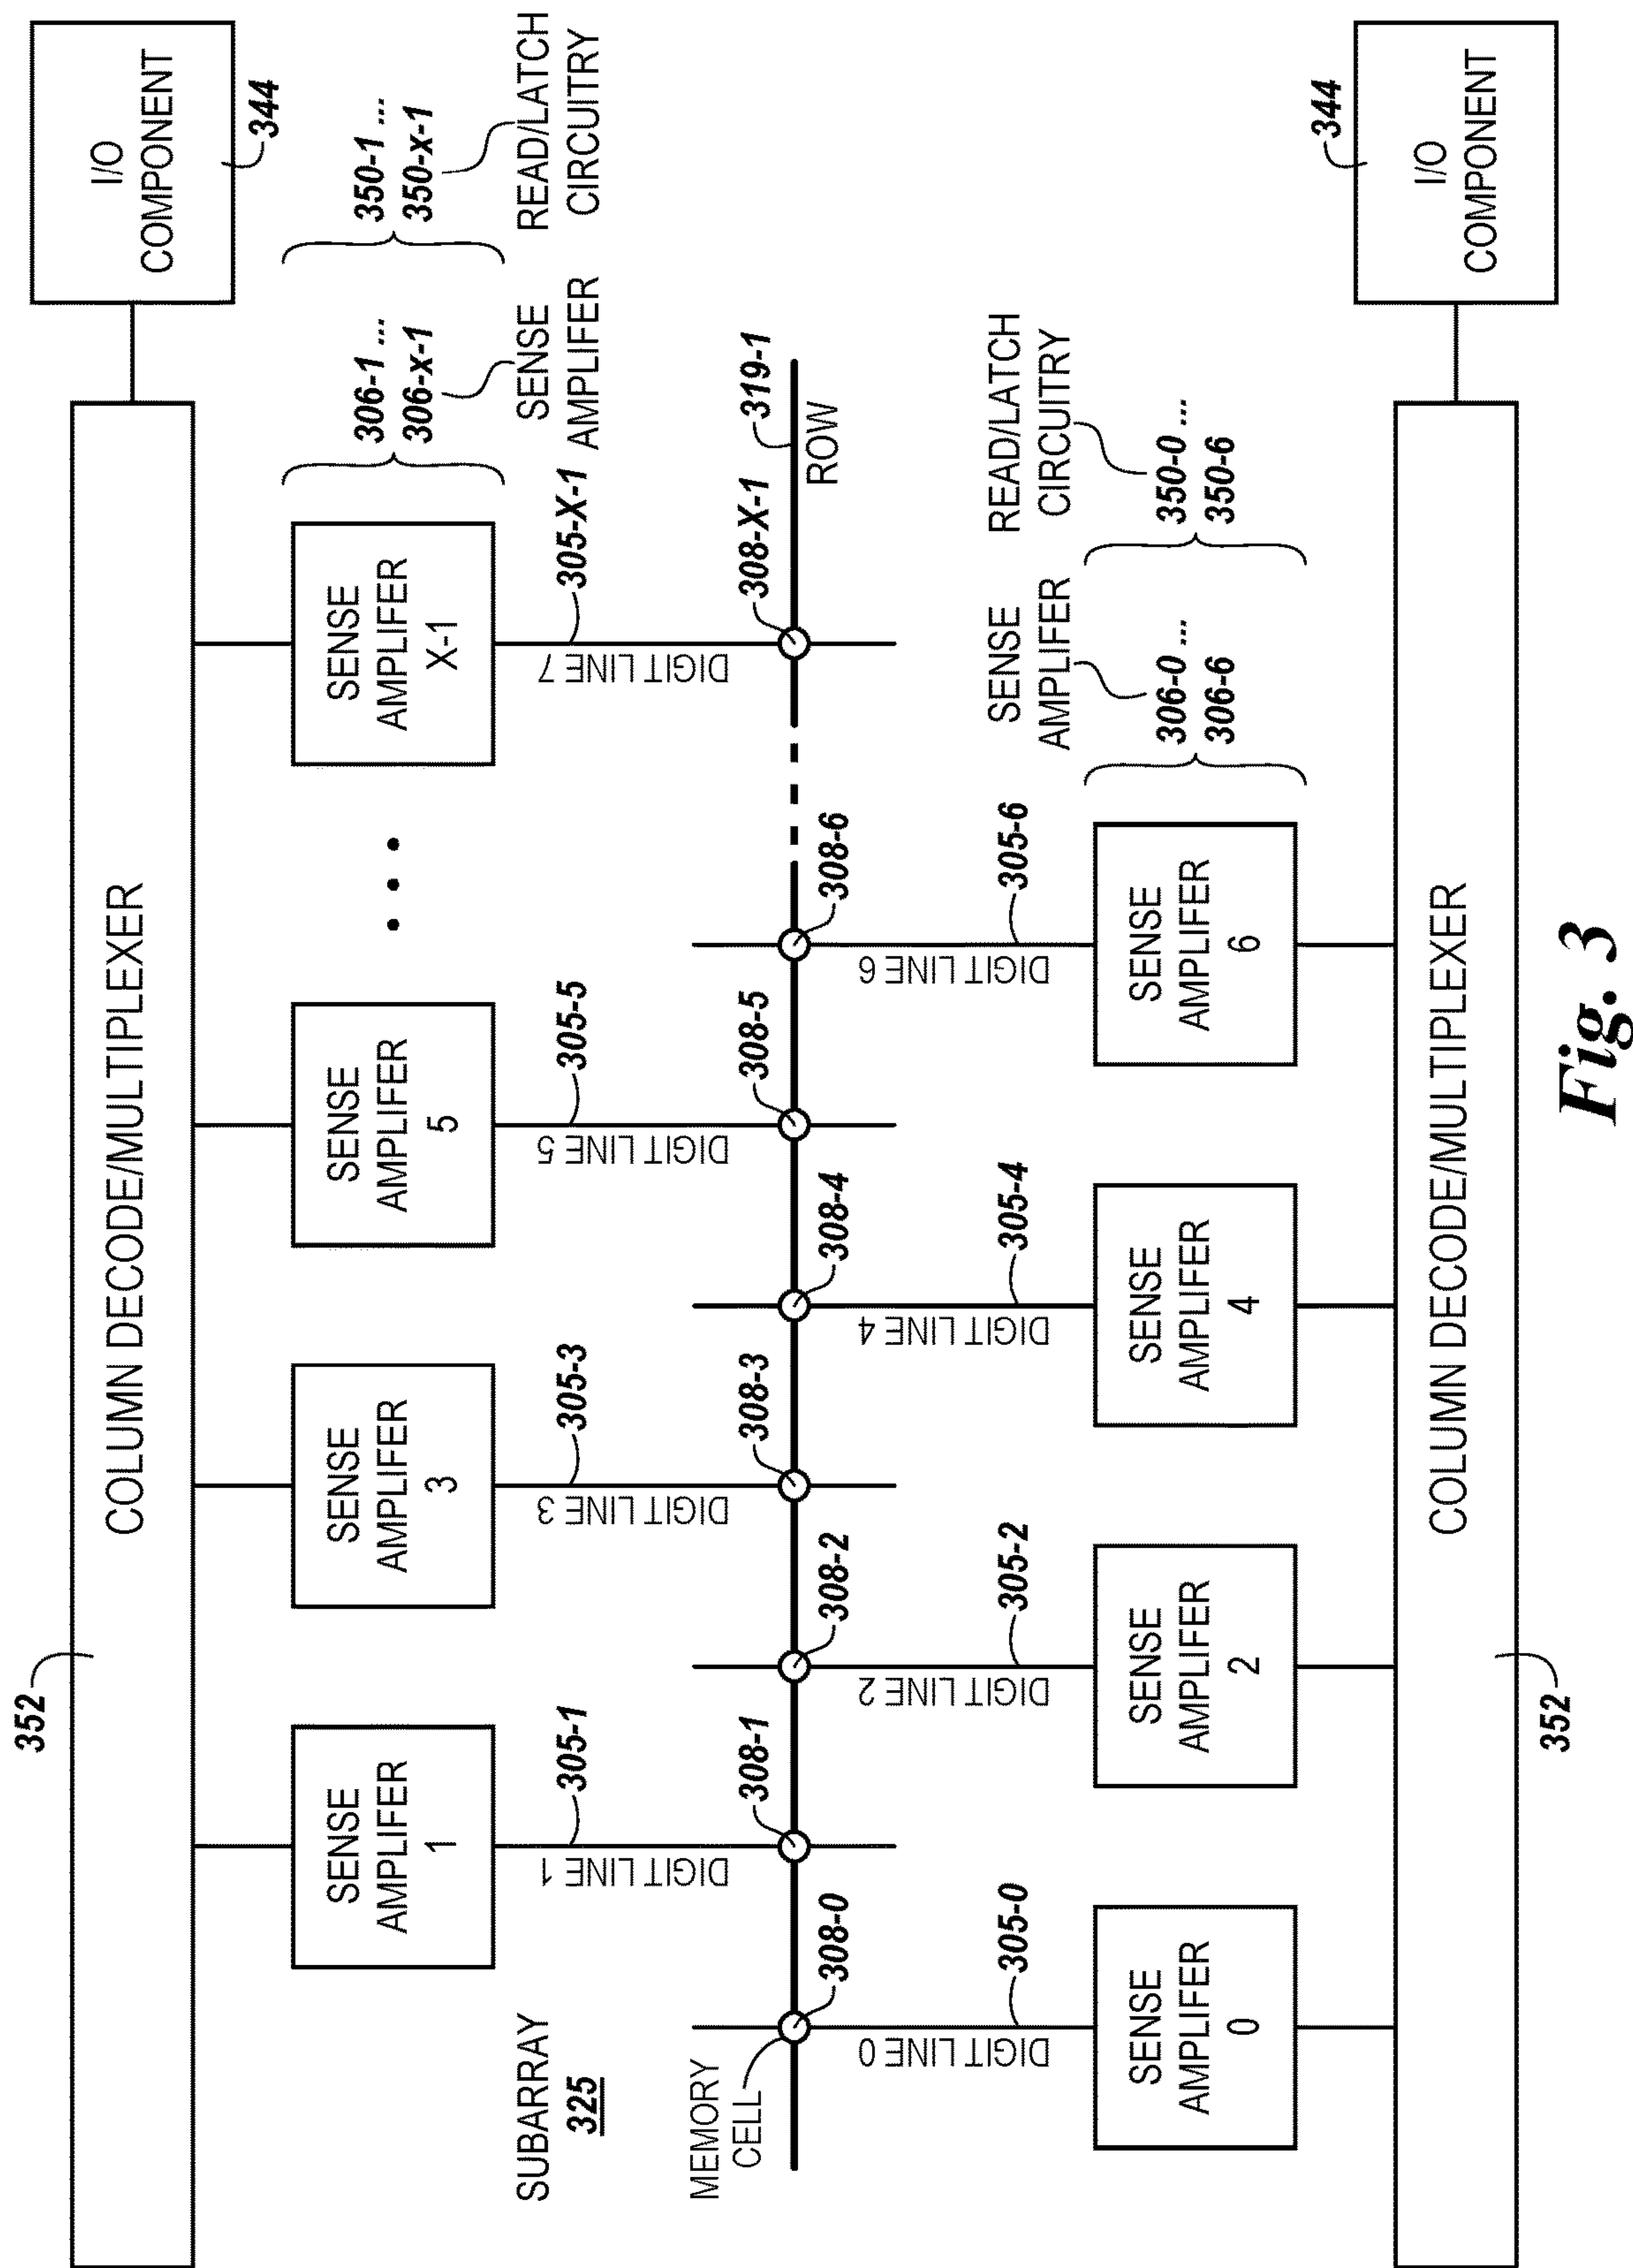 352
COLUMN DECODE/MULTIPLEXER
I/O
COMPONENT
344
SENSE
AMPLIFER
1
SENSE
AMPLIFER
3
SENSE
AMPLIFER
5
SENSE
AMPLIFER
X-1
306-1 ...
306-x-1
350-1 ...
350-x-1
SENSE
AMPLIFER
READ/LATCH
CIRCUITRY
SUBARRAY
325
305-1
DIGIT LINE 1
305-3
DIGIT LINE 3
305-5
DIGIT LINE 5
305-X-1
DIGIT LINE 7
MEMORY
CELL
308-0
308-1
308-2
308-3
308-4
308-5
308-6
308-X-1
319-1
ROW
305-0
DIGIT LINE 0
305-2
DIGIT LINE 2
305-4
DIGIT LINE 4
305-6
DIGIT LINE 6
SENSE
AMPLIFER
READ/LATCH
CIRCUITRY
306-0 ...
306-6
350-0 ...
350-6
SENSE
AMPLIFER
0
SENSE
AMPLIFER
2
SENSE
AMPLIFER
4
SENSE
AMPLIFER
6
COLUMN DECODE/MULTIPLEXER
352
344
I/O
COMPONENT
Fig. 3